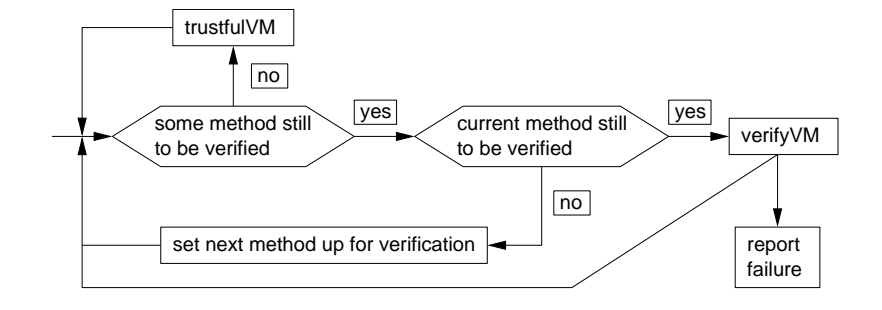 trustfulVM
no
some method still
to be verified
yes
current method still
to be verified
yes
verifyVM
no
set next method up for verification
report
failure